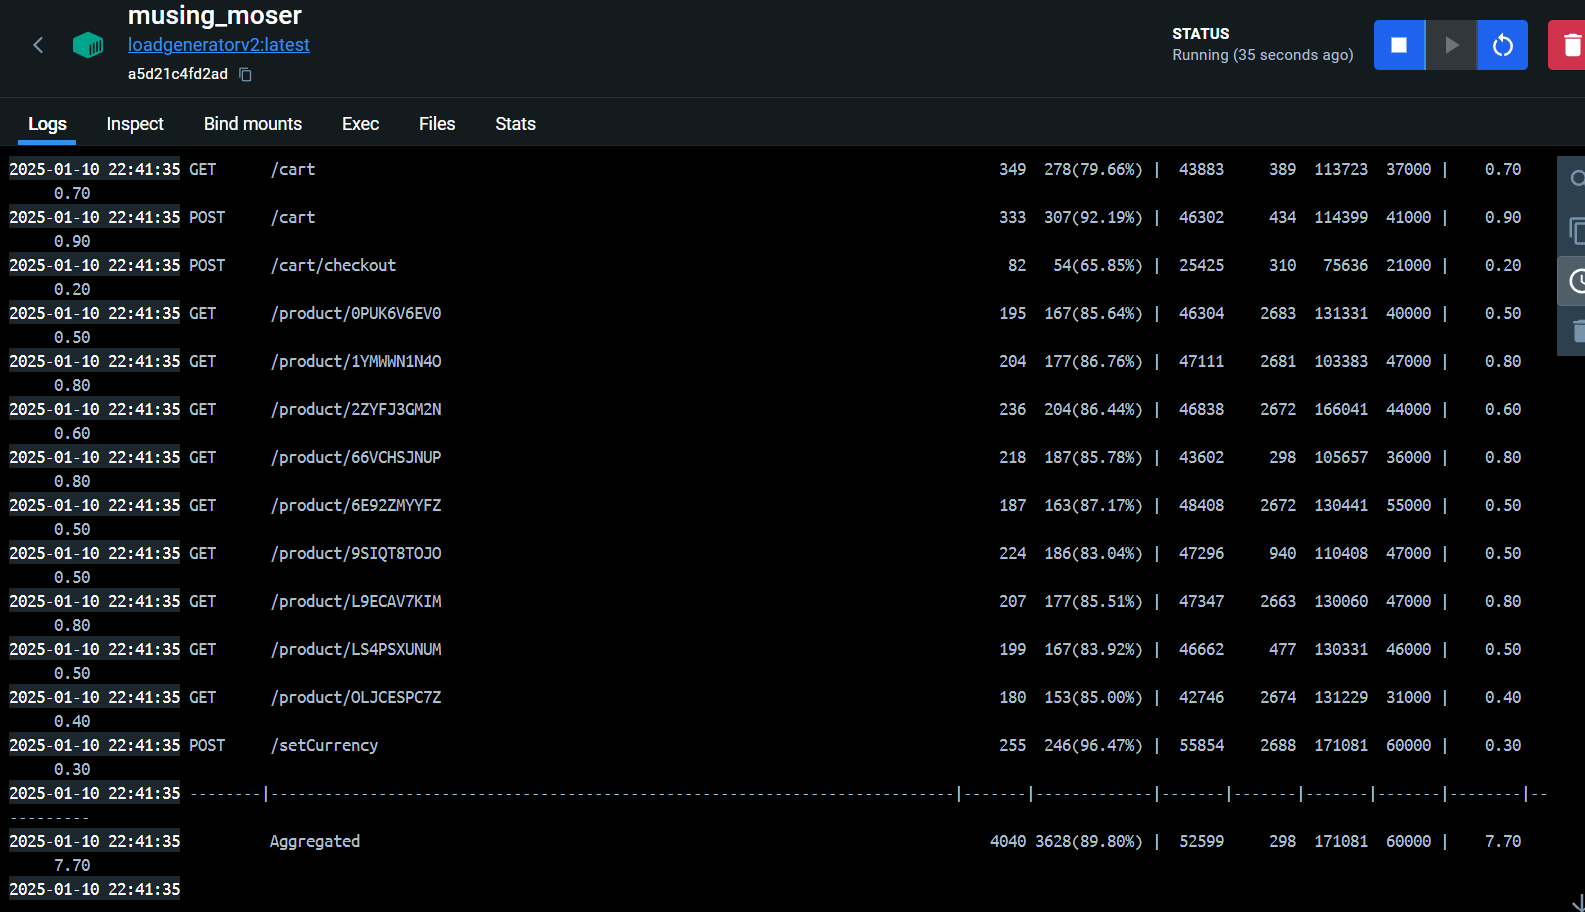 musing_moser
loadgeneratorv2:latest
a5d21c4fd2ad
STATUS
Running (35 seconds ago)
Logs Inspect Bind mounts Exec Files Stats
2025-01-10 22:41:35 GET /cart 349 278(79.66%) | 43883 389 113723 37000 | 0.70
0.70
2025-01-10 22:41:35 POST /cart 333 307(92.19%) | 46302 434 114399 41000 | 0.90
0.90
2025-01-10 22:41:35 POST /cart/checkout 82 54(65.85%) | 25425 310 75636 21000 | 0.20
0.20
2025-01-10 22:41:35 GET /product/0PUK6V6EV0 195 167(85.64%) | 46304 2683 131331 40000 | 0.50
0.50
2025-01-10 22:41:35 GET /product/1YMWWN1N4O 204 177(86.76%) | 47111 2681 103383 47000 | 0.80
0.80
2025-01-10 22:41:35 GET /product/2ZYFJ3GM2N 236 204(86.44%) | 46838 2672 166041 44000 | 0.60
0.60
2025-01-10 22:41:35 GET /product/66VCHSJNUP 218 187(85.78%) | 43602 298 105657 36000 | 0.80
0.80
2025-01-10 22:41:35 GET /product/6E92ZMYYFZ 187 163(87.17%) | 48408 2672 130441 55000 | 0.50
0.50
2025-01-10 22:41:35 GET /product/9SIQT8TOJO 224 186(83.04%) | 47296 940 110408 47000 | 0.50
0.50
2025-01-10 22:41:35 GET /product/L9ECAV7KIM 207 177(85.51%) | 47347 2663 130060 47000 | 0.80
0.80
2025-01-10 22:41:35 GET /product/LS4PSXUNUM 199 167(83.92%) | 46662 477 130331 46000 | 0.50
0.50
2025-01-10 22:41:35 GET /product/OLJCESPC7Z 180 153(85.00%) | 42746 2674 131229 31000 | 0.40
0.40
2025-01-10 22:41:35 POST /setCurrency 255 246(96.47%) | 55854 2688 171081 60000 | 0.30
0.30
2025-01-10 22:41:35 --------|----------------------------------------------------------------------------|-------|-------------|-------|-------|-------|-------|--------|--
---------
2025-01-10 22:41:35 Aggregated 4040 3628(89.80%) | 52599 298 171081 60000 | 7.70
7.70
2025-01-10 22:41:35